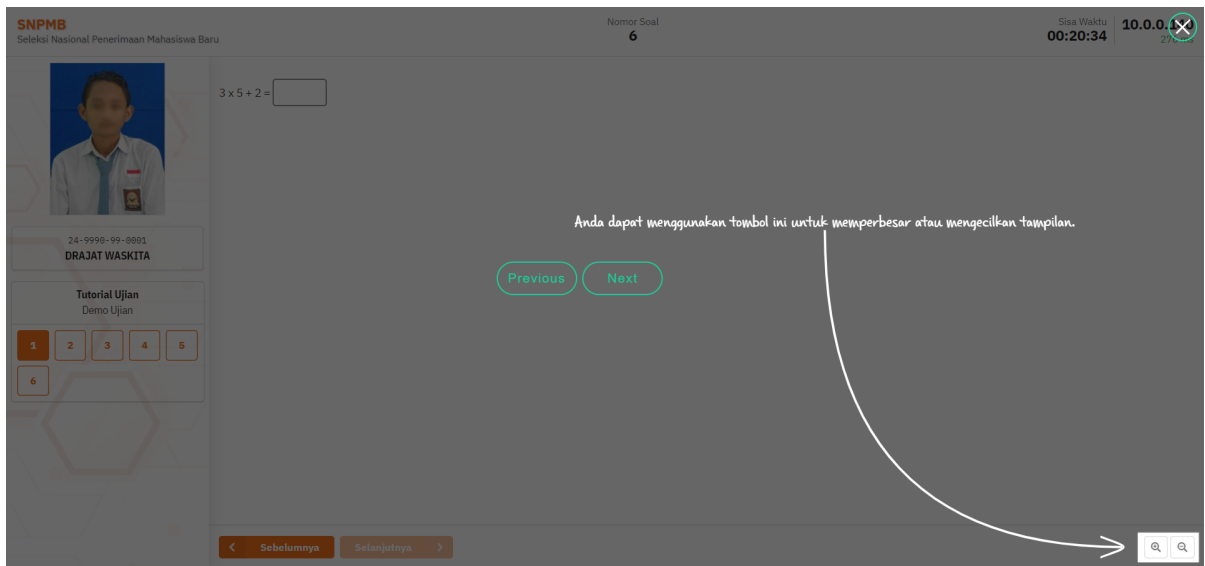 SNPMB
Seleksi Nasional Penerimaan Mahasiswa Baru
Nomor Soal
6
Sisa Waktu
00:20:34
24-9990-99-0001
DRAJAT WASKITA
Tutorial Ujian
Demo Ujian
1 2 3 4 5
6
3 x 5 + 2 =
Anda dapat menggunakan tombol ini untuk memperbesar atau mengecilkan tampilan.
Previous Next
Sebelumnya Selanjutnya